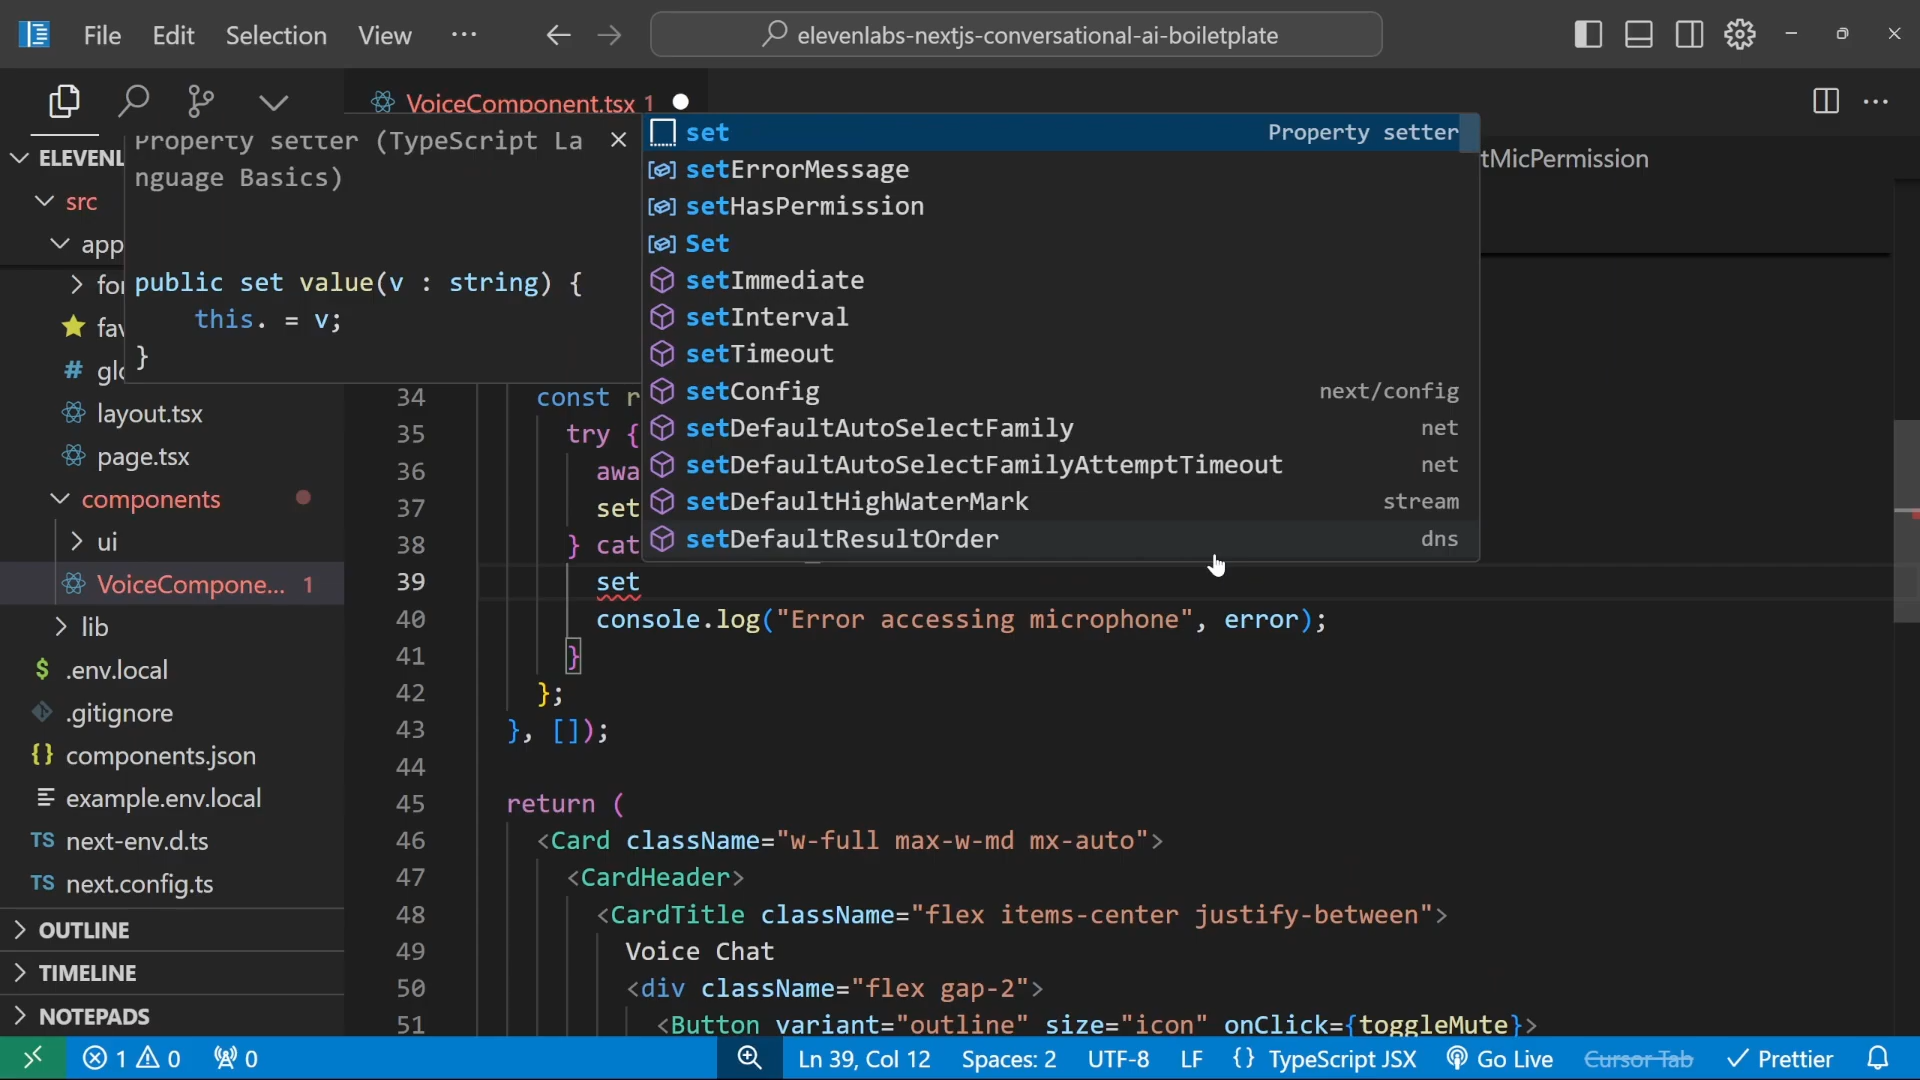 File Edit Selection View ...
elevenlabs-nextjs-conversational-ai-boiletplate
VoiceComponent.tsx 1
Property setter (TypeScript La
nguage Basics)
public set value(v : string) {
this. = v;
}
set Property setter
setErrorMessage
setHasPermission
Set
setImmediate
setInterval
setTimeout
setConfig next/config
setDefaultAutoSelectFamily net
setDefaultAutoSelectFamilyAttemptTimeout net
setDefaultHighWaterMark stream
setDefaultResultOrder dns
tMicPermission
ELEVENL
src
app
for
fav
# glo
layout.tsx
page.tsx
components
ui
VoiceCompone... 1
lib
$ .env.local
.gitignore
{} components.json
example.env.local
TS next-env.d.ts
TS next.config.ts
OUTLINE
TIMELINE
NOTEPADS
34 const r
35 try {
36 awa
37 set
38 } cat
39 set
40 console.log("Error accessing microphone", error);
41 }
42 };
43 }, []);
44
45 return (
46 <Card className="w-full max-w-md mx-auto">
47 <CardHeader>
48 <CardTitle className="flex items-center justify-between">
49 Voice Chat
50 <div className="flex gap-2">
51 <Button variant="outline" size="icon" onClick={toggleMute}>
1 0 0 Ln 39, Col 12 Spaces: 2 UTF-8 LF {} TypeScript JSX Go Live Cursor Tab Prettier